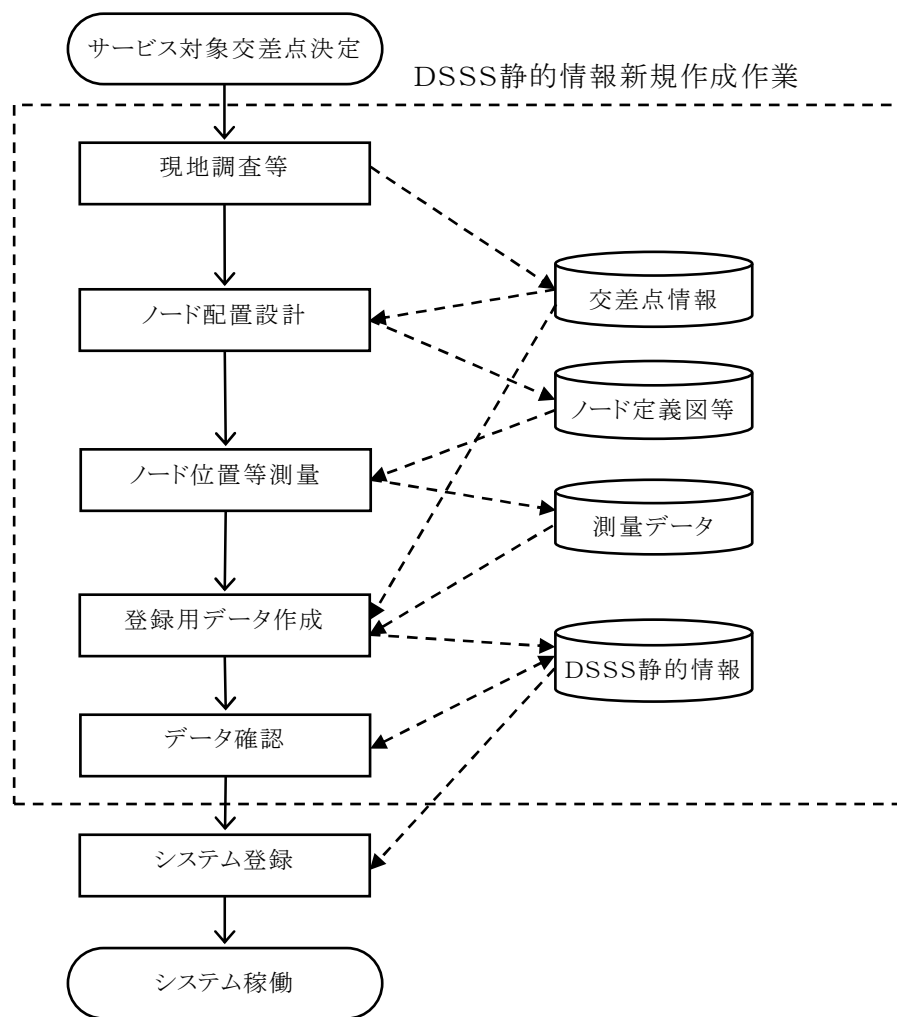 サービス対象交差点決定
DSSS静的情報新規作成作業
現地調査等
交差点情報
ノード配置設計
ノード定義図等
ノード位置等測量
測量データ
登録用データ作成
DSSS静的情報
データ確認
システム登録
システム稼働